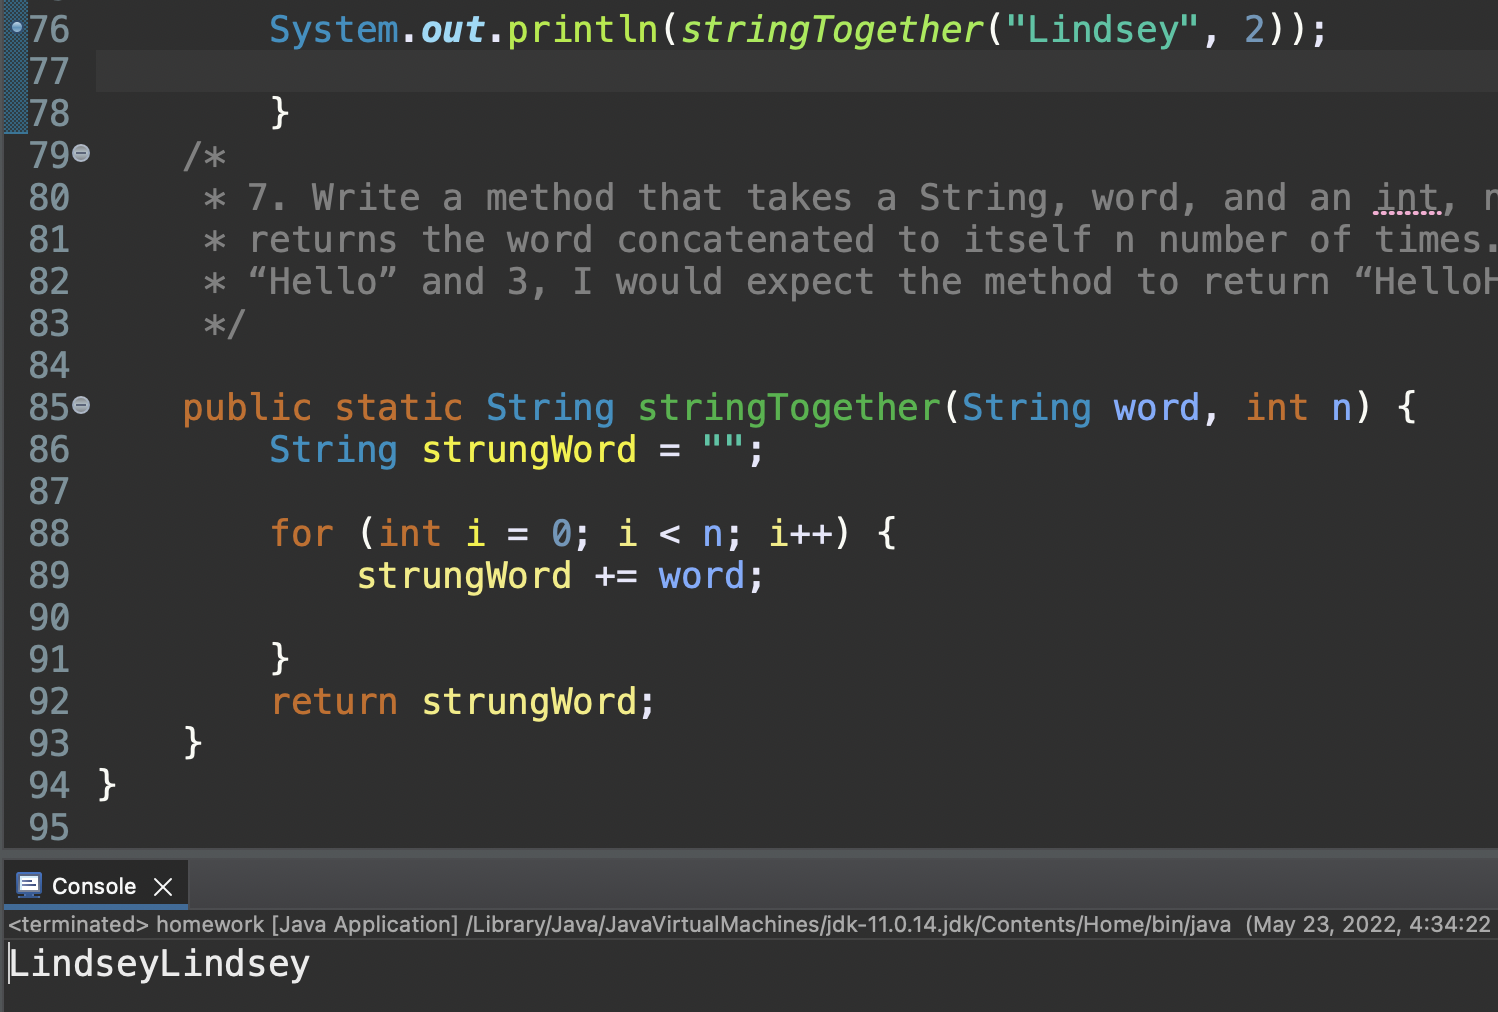 76 System.out.println(stringTogether("Lindsey", 2));
77
78 }
79 /*
80 * 7. Write a method that takes a String, word, and an int,
81 * returns the word concatenated to itself n number of times.
82 * “Hello” and 3, I would expect the method to return “HelloH
83 */
84
85 public static String stringTogether(String word, int n) {
86 String strungWord = "";
87
88 for (int i = 0; i < n; i++) {
89 strungWord += word;
90
91 }
92 return strungWord;
93 }
94 }
95
Console
<terminated> homework [Java Application] /Library/Java/JavaVirtualMachines/jdk-11.0.14.jdk/Contents/Home/bin/java (May 23, 2022, 4:34:22
LindseyLindsey